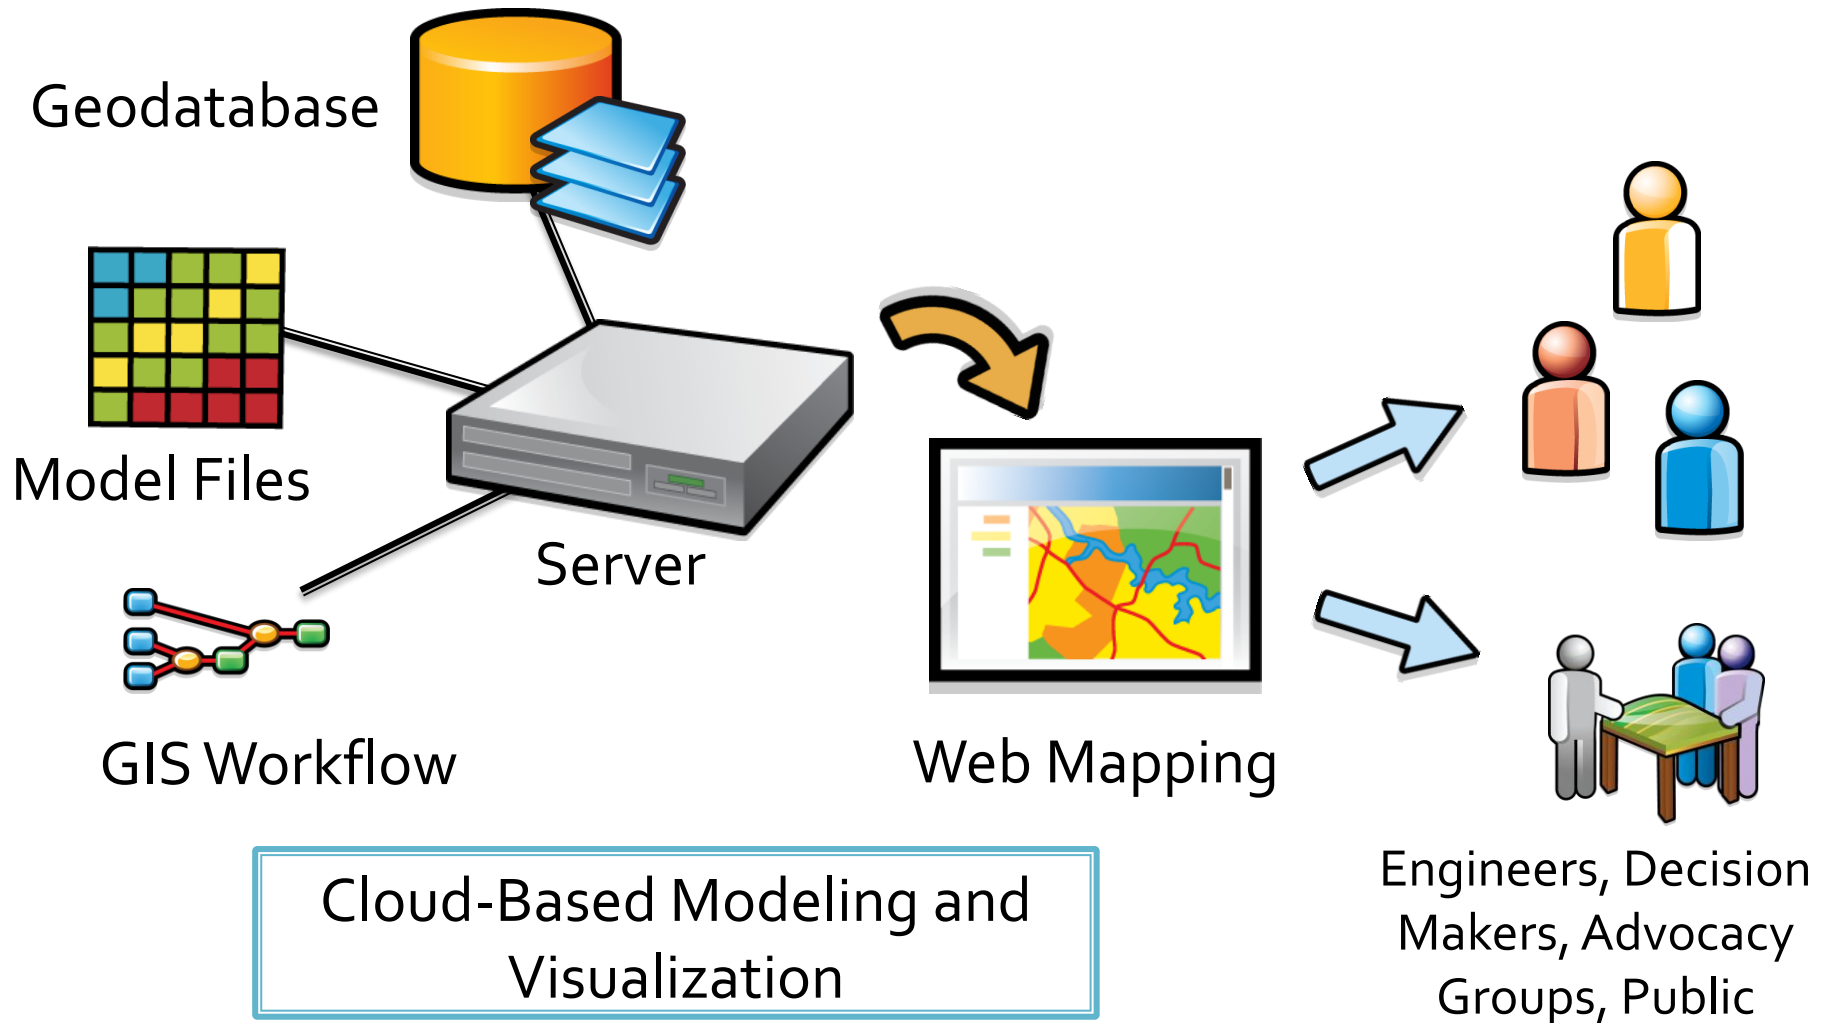 Geodatabase
Model Files
Server
GIS Workflow
Web Mapping
Cloud-Based Modeling and
Visualization
Engineers, Decision
Makers, Advocacy
Groups, Public